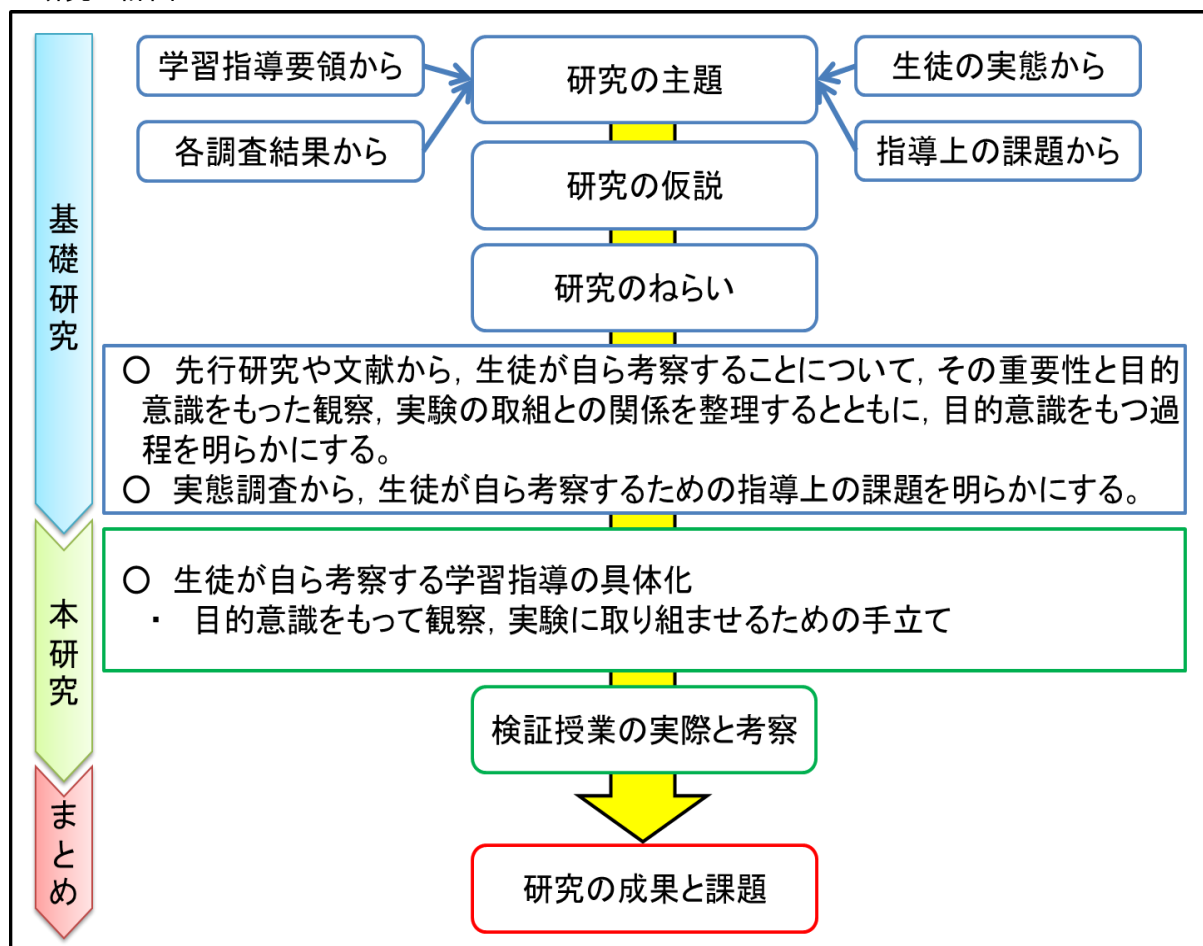 学習指導要領から
研究の主題
生徒の実態から
各調査結果から
指導上の課題から
研究の仮説
研究のねらい
基礎研究
○　先行研究や文献から，生徒が自ら考察することについて，その重要性と目的
意識をもった観察，実験の取組との関係を整理するとともに，目的意識をもつ過
程を明らかにする。
○　実態調査から，生徒が自ら考察するための指導上の課題を明らかにする。
本研究
○　生徒が自ら考察する学習指導の具体化
・　目的意識をもって観察，実験に取り組ませるための手立て
検証授業の実際と考察
まとめ
研究の成果と課題